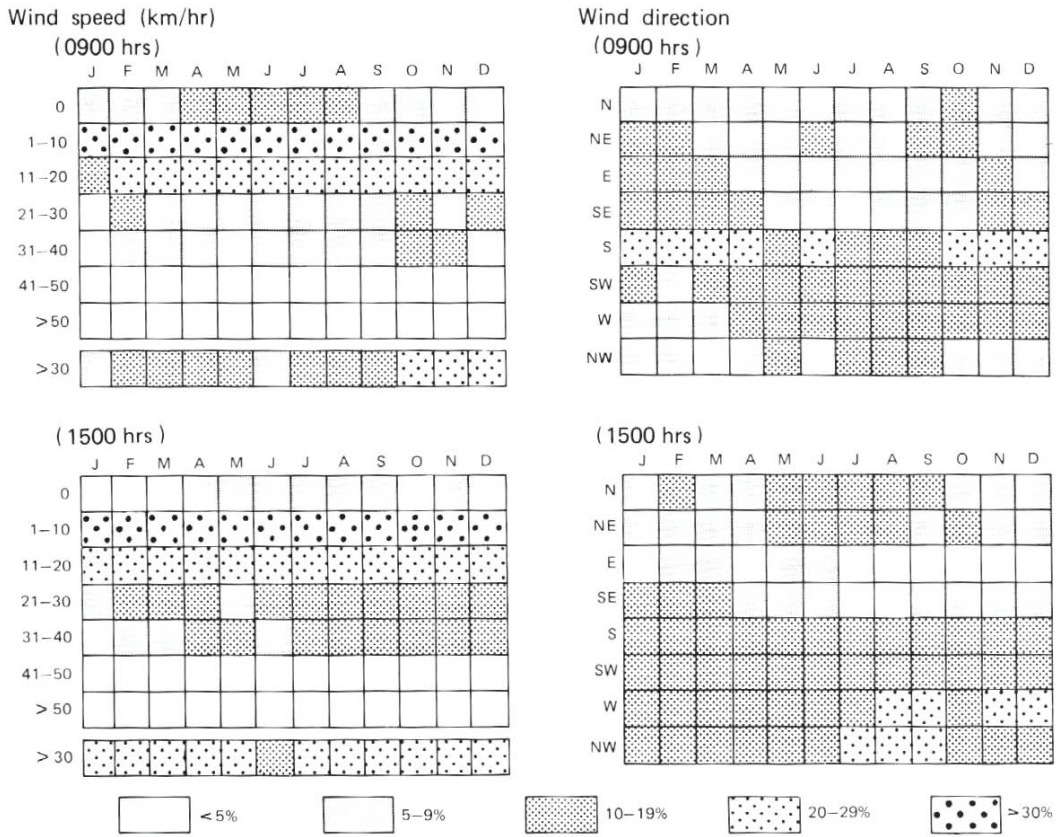 Wind speed (km/hr)
(0900 hrs)
J F M A M J J A S O N D
0
1–10
11–20
21–30
31–40
41–50
>50
>30
Wind direction
(0900 hrs)
J F M A M J J A S O N D
N
NE
E
SE
S
SW
W
NW
(1500 hrs)
J F M A M J J A S O N D
0
1–10
11–20
21–30
31–40
41–50
>50
>30
(1500 hrs)
J F M A M J J A S O N D
N
NE
E
SE
S
SW
W
NW
<5% 5–9% 10–19% 20–29% >30%